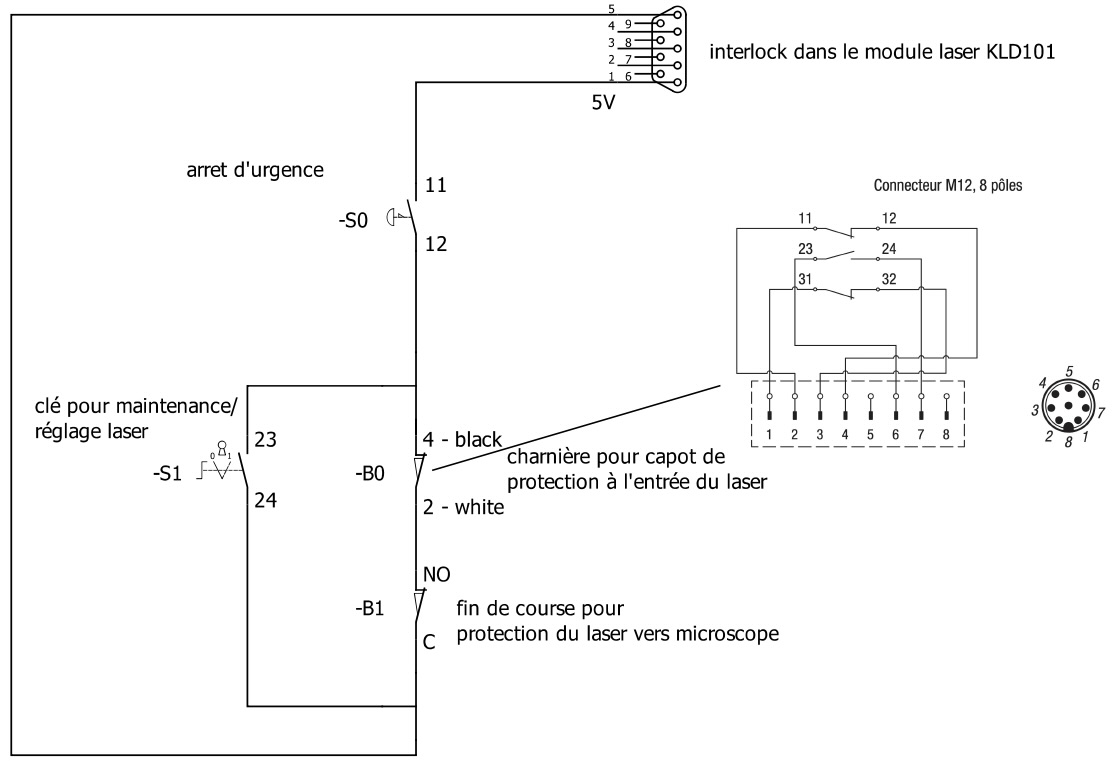 5
4 9
3 8
2 7
1 6
interlock dans le module laser KLD101
5V
arret d'urgence
11
-S0
12
Connecteur M12, 8 pôles
11 12
23 24
31 32
1 2 3 4 5 6 7 8
5
4 6
3 7
2 1
8
clé pour maintenance/
réglage laser
23
0 1
-S1
24
4 - black
-B0
charnière pour capot de
protection à l'entrée du laser
2 - white
NO
-B1
fin de course pour
protection du laser vers microscope
C